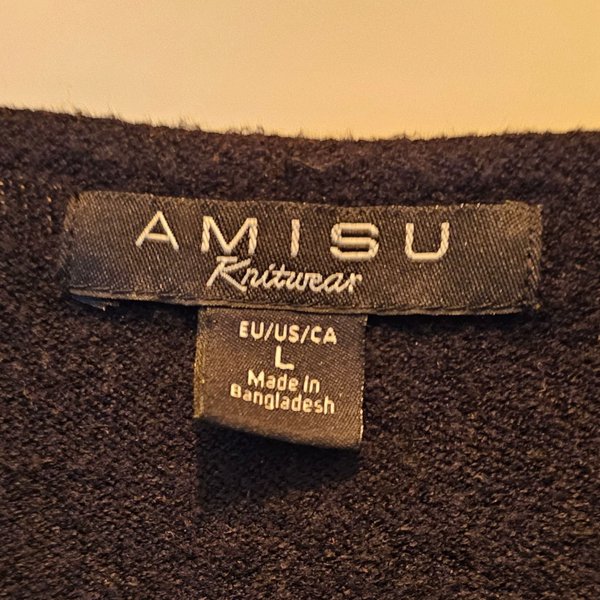 AMISU
Knitwear
EU/US/CA
L
Made in
Bangladesh